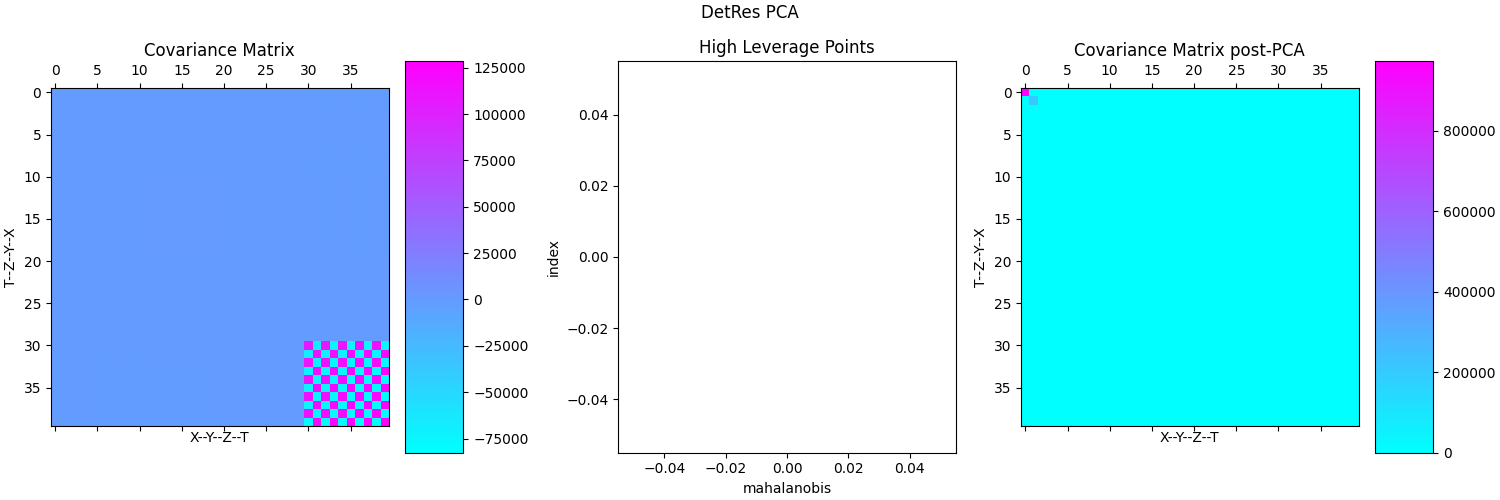 DetRes PCA
Covariance Matrix
0 5 10 15 20 25 30 35
0
5
10
15
20
25
30
35
T--Z--Y--X
X--Y--Z--T
125000
100000
75000
50000
25000
0
−25000
−50000
−75000
High Leverage Points
0.04
0.02
0.00
−0.02
−0.04
index
−0.04 −0.02 0.00 0.02 0.04
mahalanobis
Covariance Matrix post-PCA
0 5 10 15 20 25 30 35
0
5
10
15
20
25
30
35
T--Z--Y--X
X--Y--Z--T
800000
600000
400000
200000
0